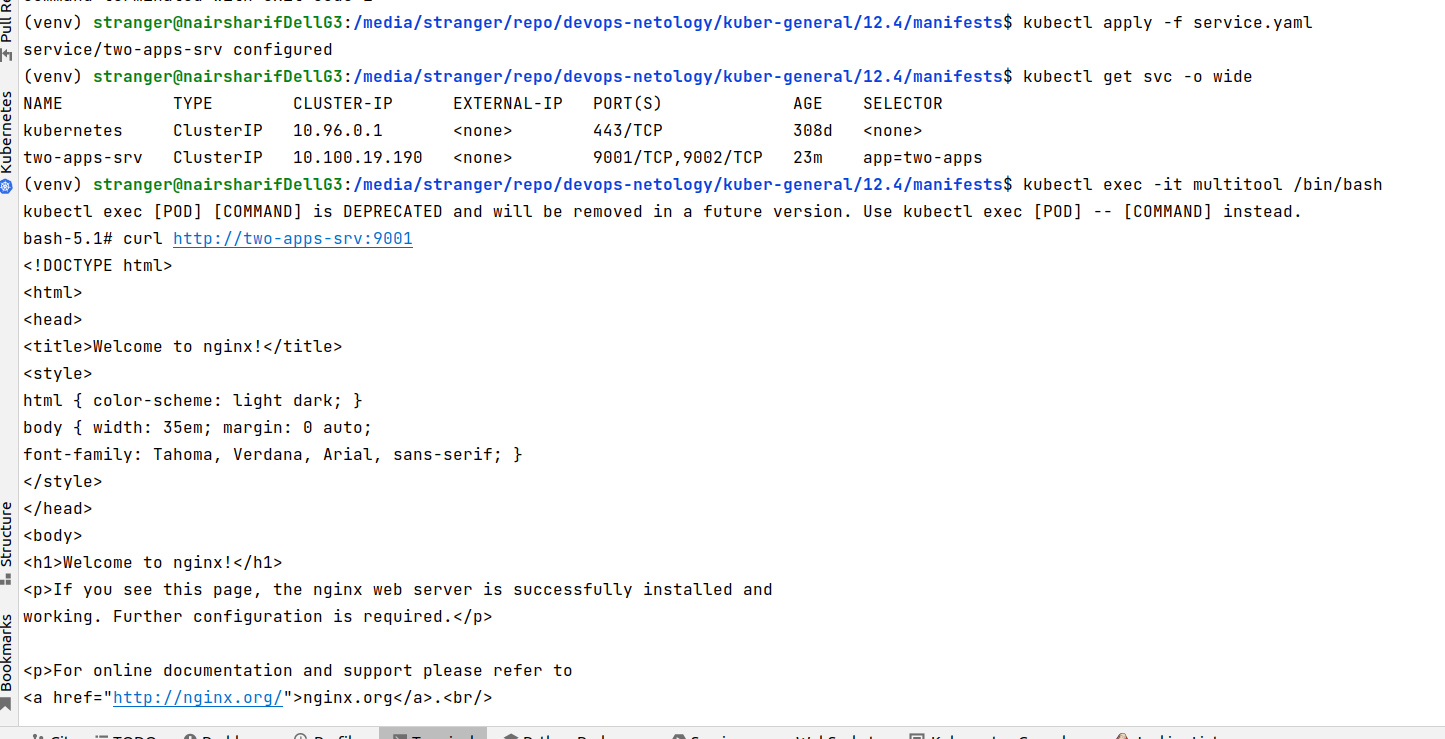 (venv) stranger@nairsharifDellG3:/media/stranger/repo/devops-netology/kuber-general/12.4/manifests$ kubectl apply -f service.yaml
service/two-apps-srv configured
(venv) stranger@nairsharifDellG3:/media/stranger/repo/devops-netology/kuber-general/12.4/manifests$ kubectl get svc -o wide
NAME TYPE CLUSTER-IP EXTERNAL-IP PORT(S) AGE SELECTOR
kubernetes ClusterIP 10.96.0.1 <none> 443/TCP 308d <none>
two-apps-srv ClusterIP 10.100.19.190 <none> 9001/TCP,9002/TCP 23m app=two-apps
(venv) stranger@nairsharifDellG3:/media/stranger/repo/devops-netology/kuber-general/12.4/manifests$ kubectl exec -it multitool /bin/bash
kubectl exec [POD] [COMMAND] is DEPRECATED and will be removed in a future version. Use kubectl exec [POD] -- [COMMAND] instead.
bash-5.1# curl http://two-apps-srv:9001
<!DOCTYPE html>
<html>
<head>
<title>Welcome to nginx!</title>
<style>
html { color-scheme: light dark; }
body { width: 35em; margin: 0 auto;
font-family: Tahoma, Verdana, Arial, sans-serif; }
</style>
</head>
<body>
<h1>Welcome to nginx!</h1>
<p>If you see this page, the nginx web server is successfully installed and
working. Further configuration is required.</p>
<p>For online documentation and support please refer to
<a href="http://nginx.org/">nginx.org</a>.<br/>
Kubernetes
Structure
Bookmarks